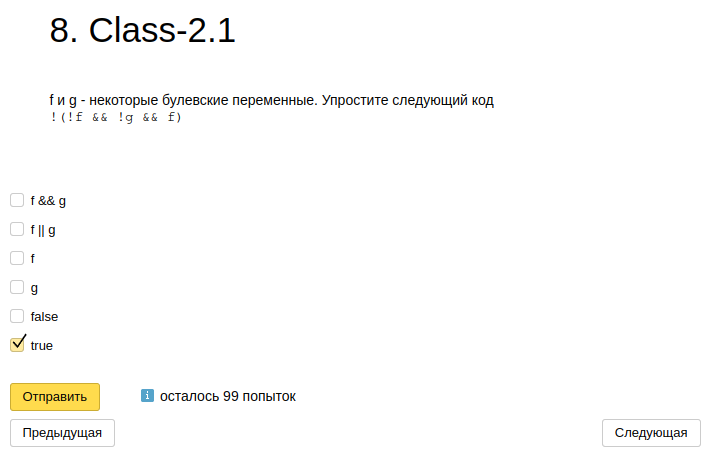 8. Class-2.1
f и g - некоторые булевские переменные. Упростите следующий код
!(!f && !g && f)
f && g
f || g
f
g
false
true
Отправить
i осталось 99 попыток
Предыдущая
Следующая